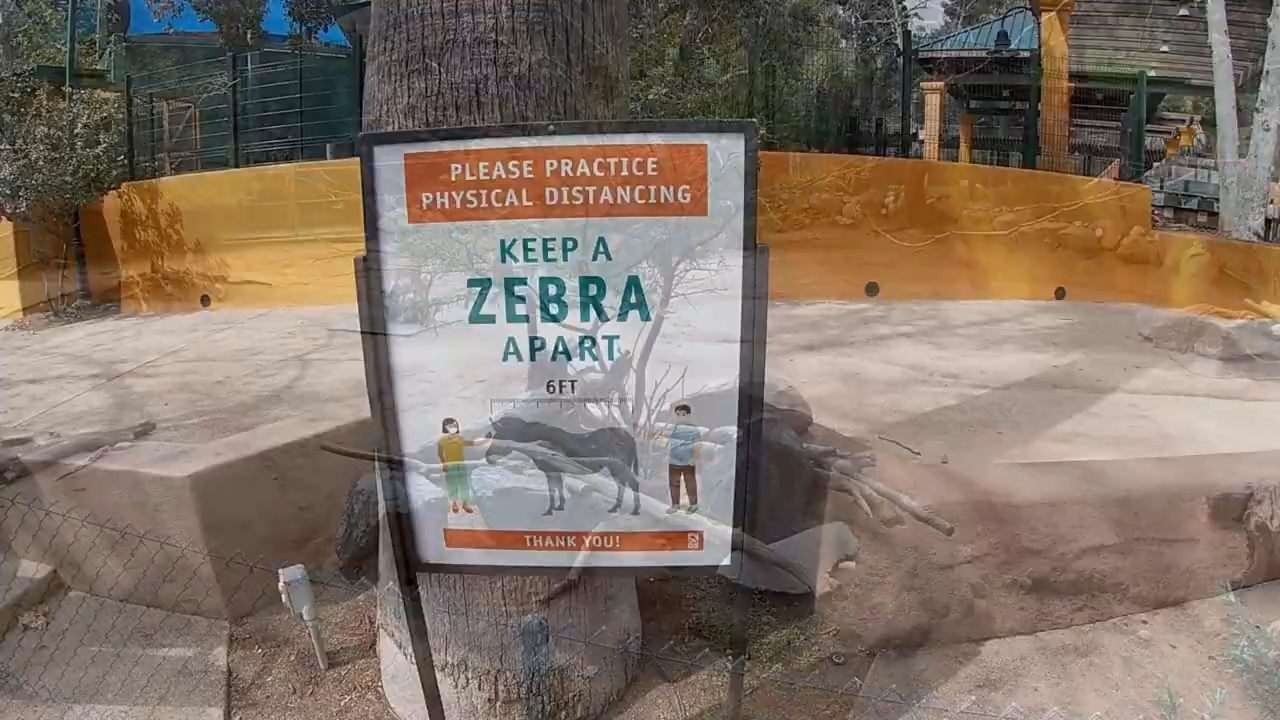 PLEASE PRACTICE
PHYSICAL DISTANCING
KEEP A
ZEBRA
APART
6FT
THANK YOU!